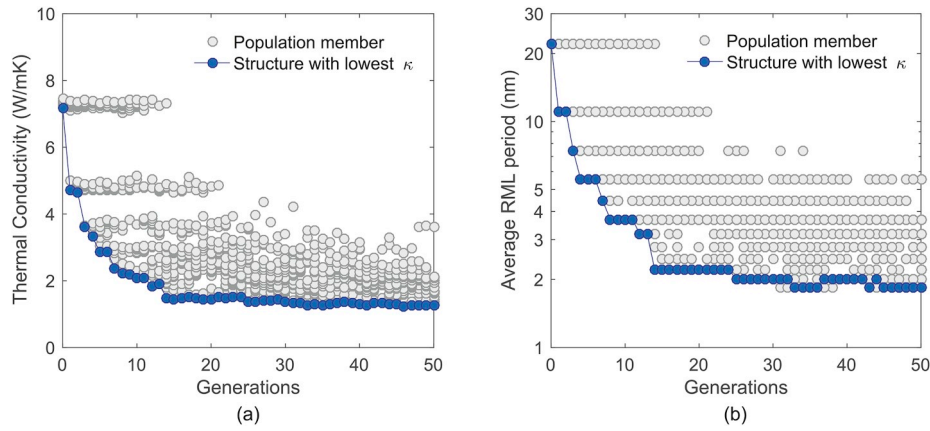 (a)
Population member
Structure with lowest κ
Thermal Conductivity (W/mK)
10
8
6
4
2
0
0 10 20 30 40 50
Generations
(a)
(b)
Population member
Structure with lowest κ
Average RML period (nm)
30
20
10
5
4
3
2
1
0 10 20 30 40 50
Generations
(b)